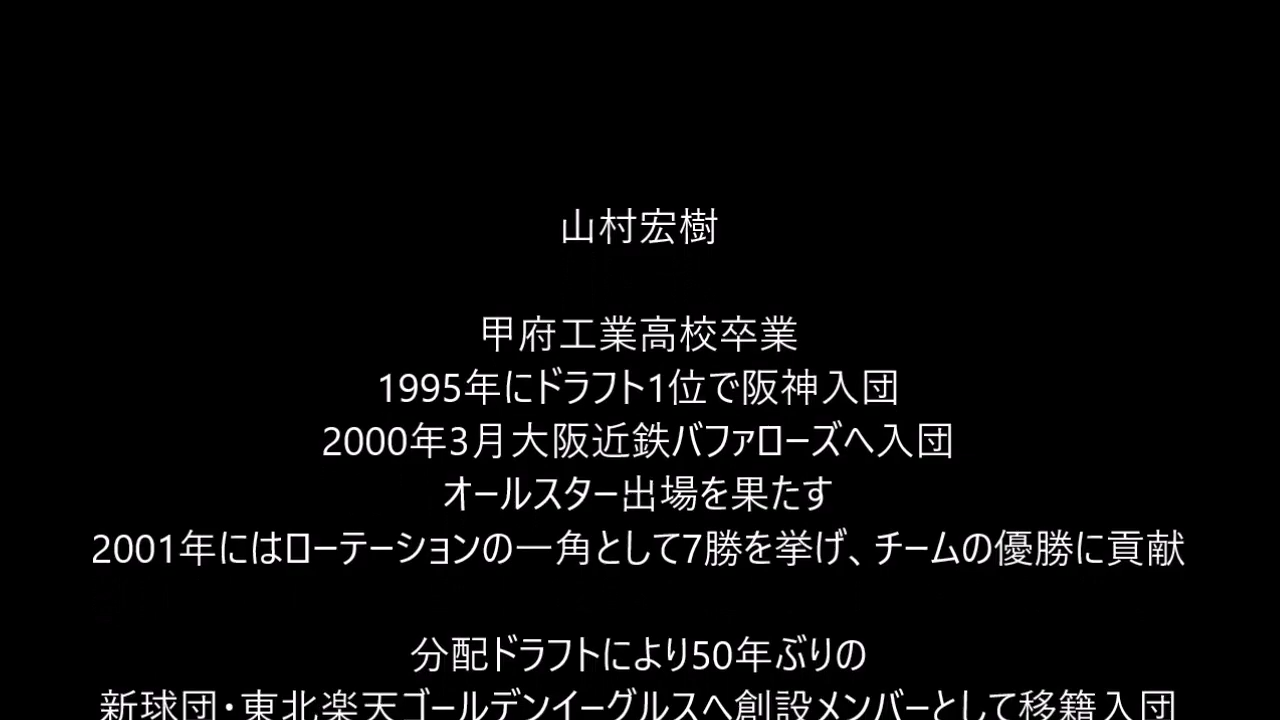 山村宏樹
甲府工業高校卒業
1995年にドラフト1位で阪神入団
2000年3月大阪近鉄バファローズへ入団
オールスター出場を果たす
2001年にはローテーションの一角として7勝を挙げ、チームの優勝に貢献
分配ドラフトにより50年ぶりの
新球団・東北楽天ゴールデンイーグルスへ創設メンバーとして移籍入団